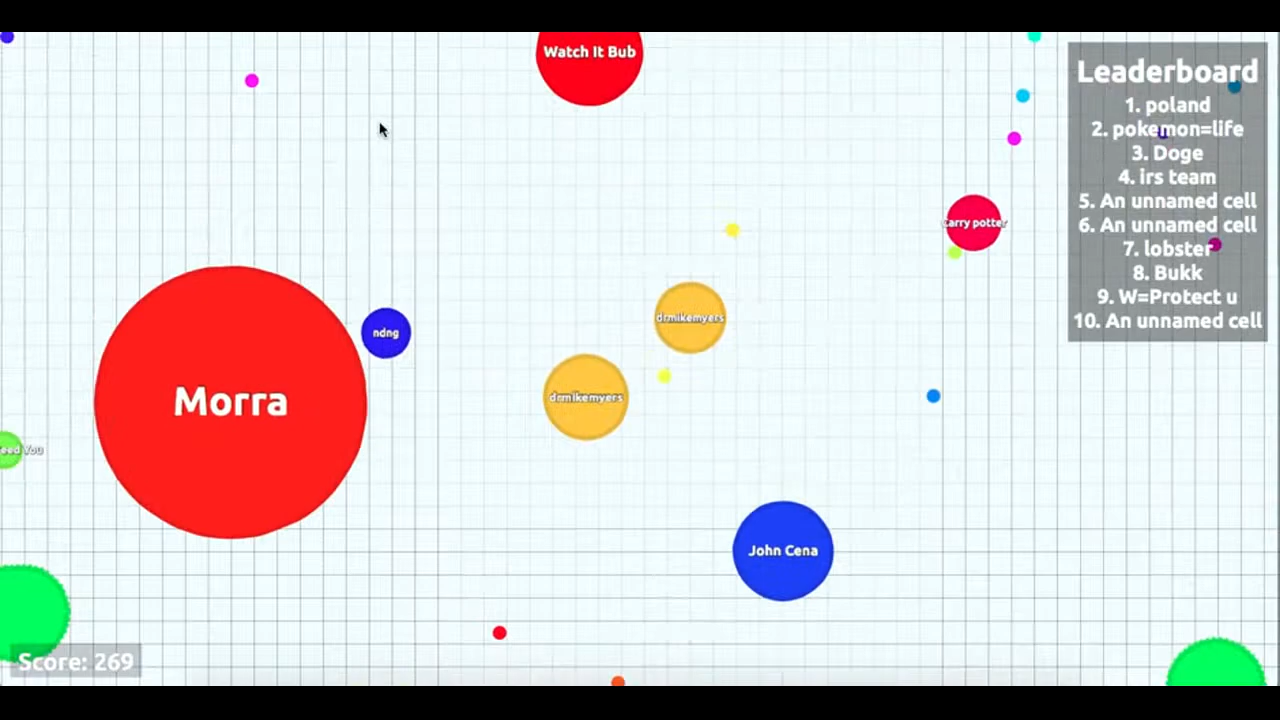 Watch It Bub
Leaderboard
1. poland
2. pokemon=life
3. Doge
4. irs team
5. An unnamed cell
6. An unnamed cell
7. lobster
8. Bukk
9. W=Protect u
10. An unnamed cell
potter
drmikemyers
ndng
drmikemyers
Morra
You
John Cena
Score: 269